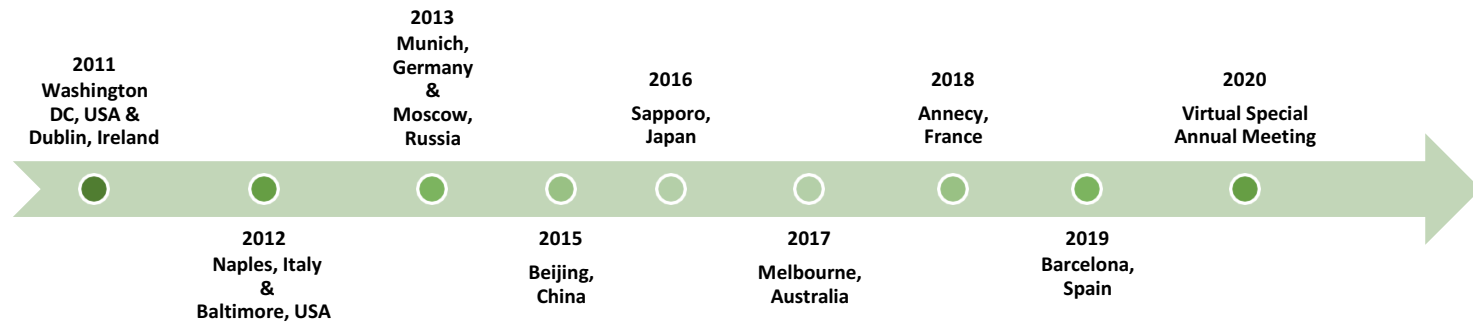 2011
Washington
DC, USA &
Dublin, Ireland
2012
Naples, Italy
&
Baltimore, USA
2013
Munich,
Germany
&
Moscow,
Russia
2015
Beijing,
China
2016
Sapporo,
Japan
2017
Melbourne,
Australia
2018
Annecy,
France
2019
Barcelona,
Spain
2020
Virtual Special
Annual Meeting